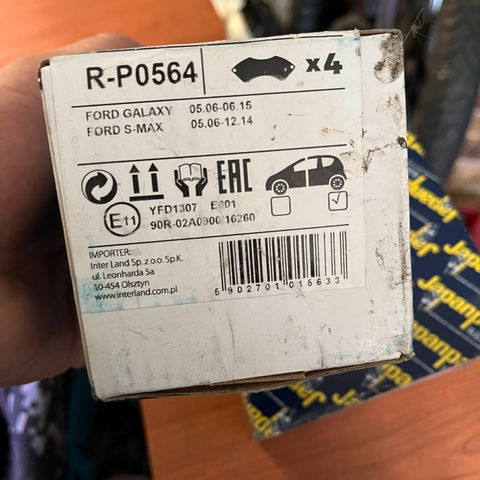 R-P0564
x4
FORD GALAXY 05.06-06.15
FORD S-MAX 05.06-12.14
EAC
E11
YFD1307 E001
90R-02A0900/16260
IMPORTER:
Inter Land Sp. z o.o. Sp.K.
ul. Leonharda 5a
10-454 Olsztyn
www.interland.com.pl
5 902701 015633
Japanparts